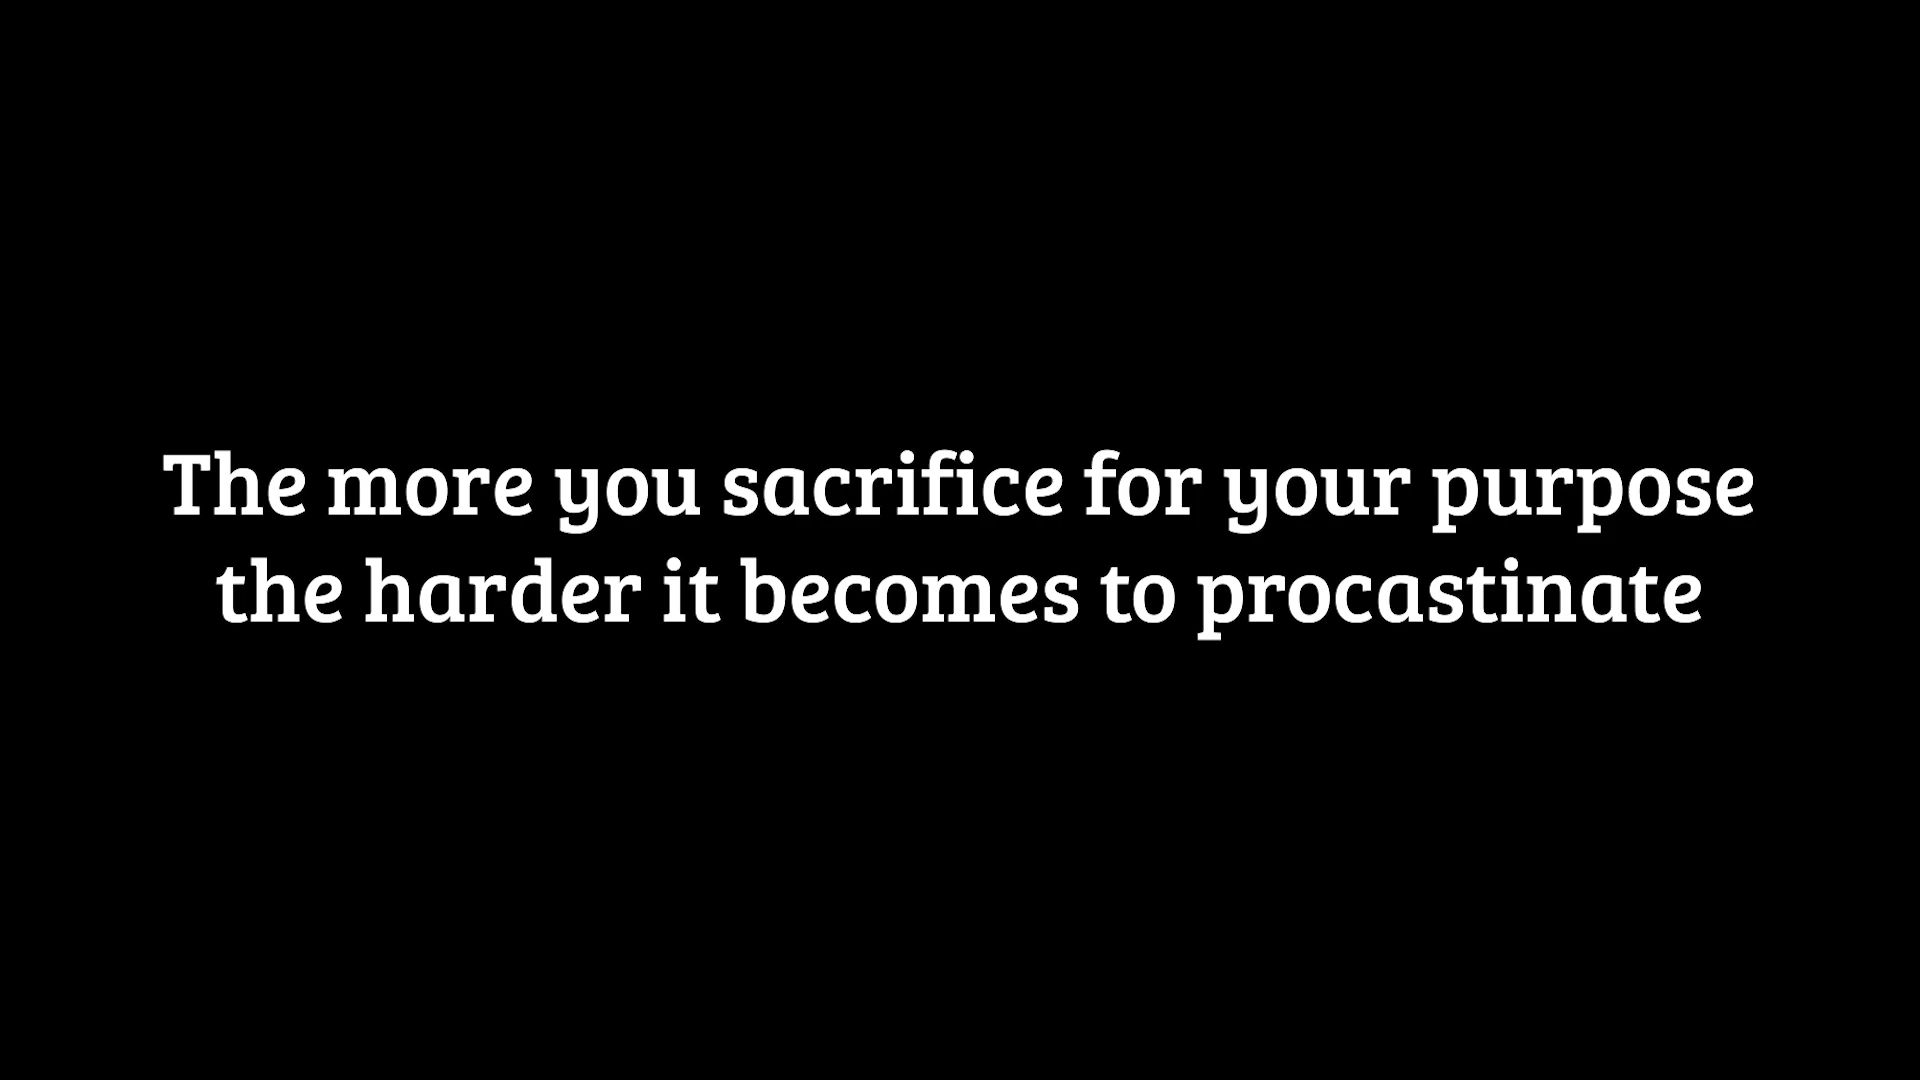 The more you sacrifice for your purpose
the harder it becomes to procastinate